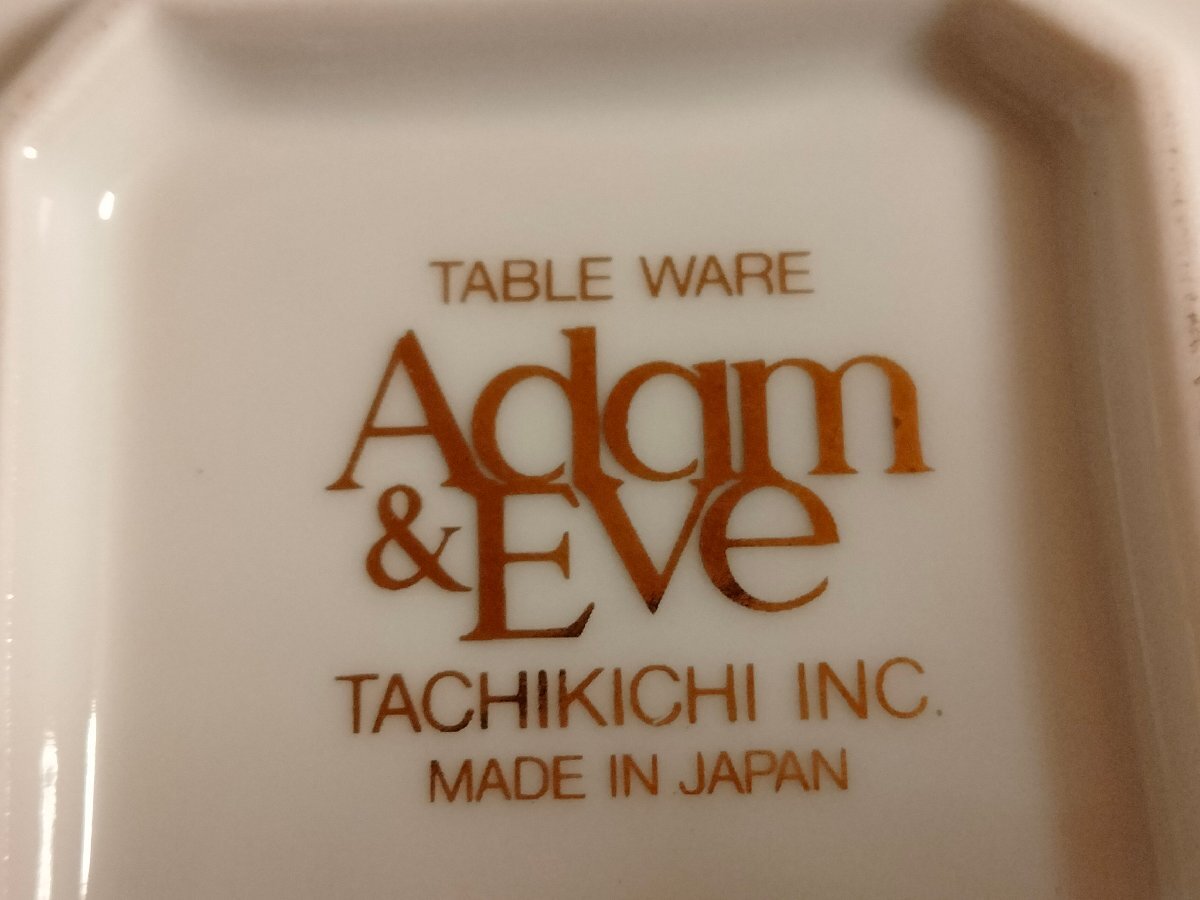 TABLE WARE
Adam
& Eve
TACHIKICHI INC.
MADE IN JAPAN